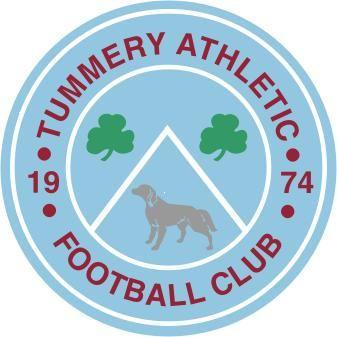 TUMMERY ATHLETIC
19 74
FOOTBALL CLUB